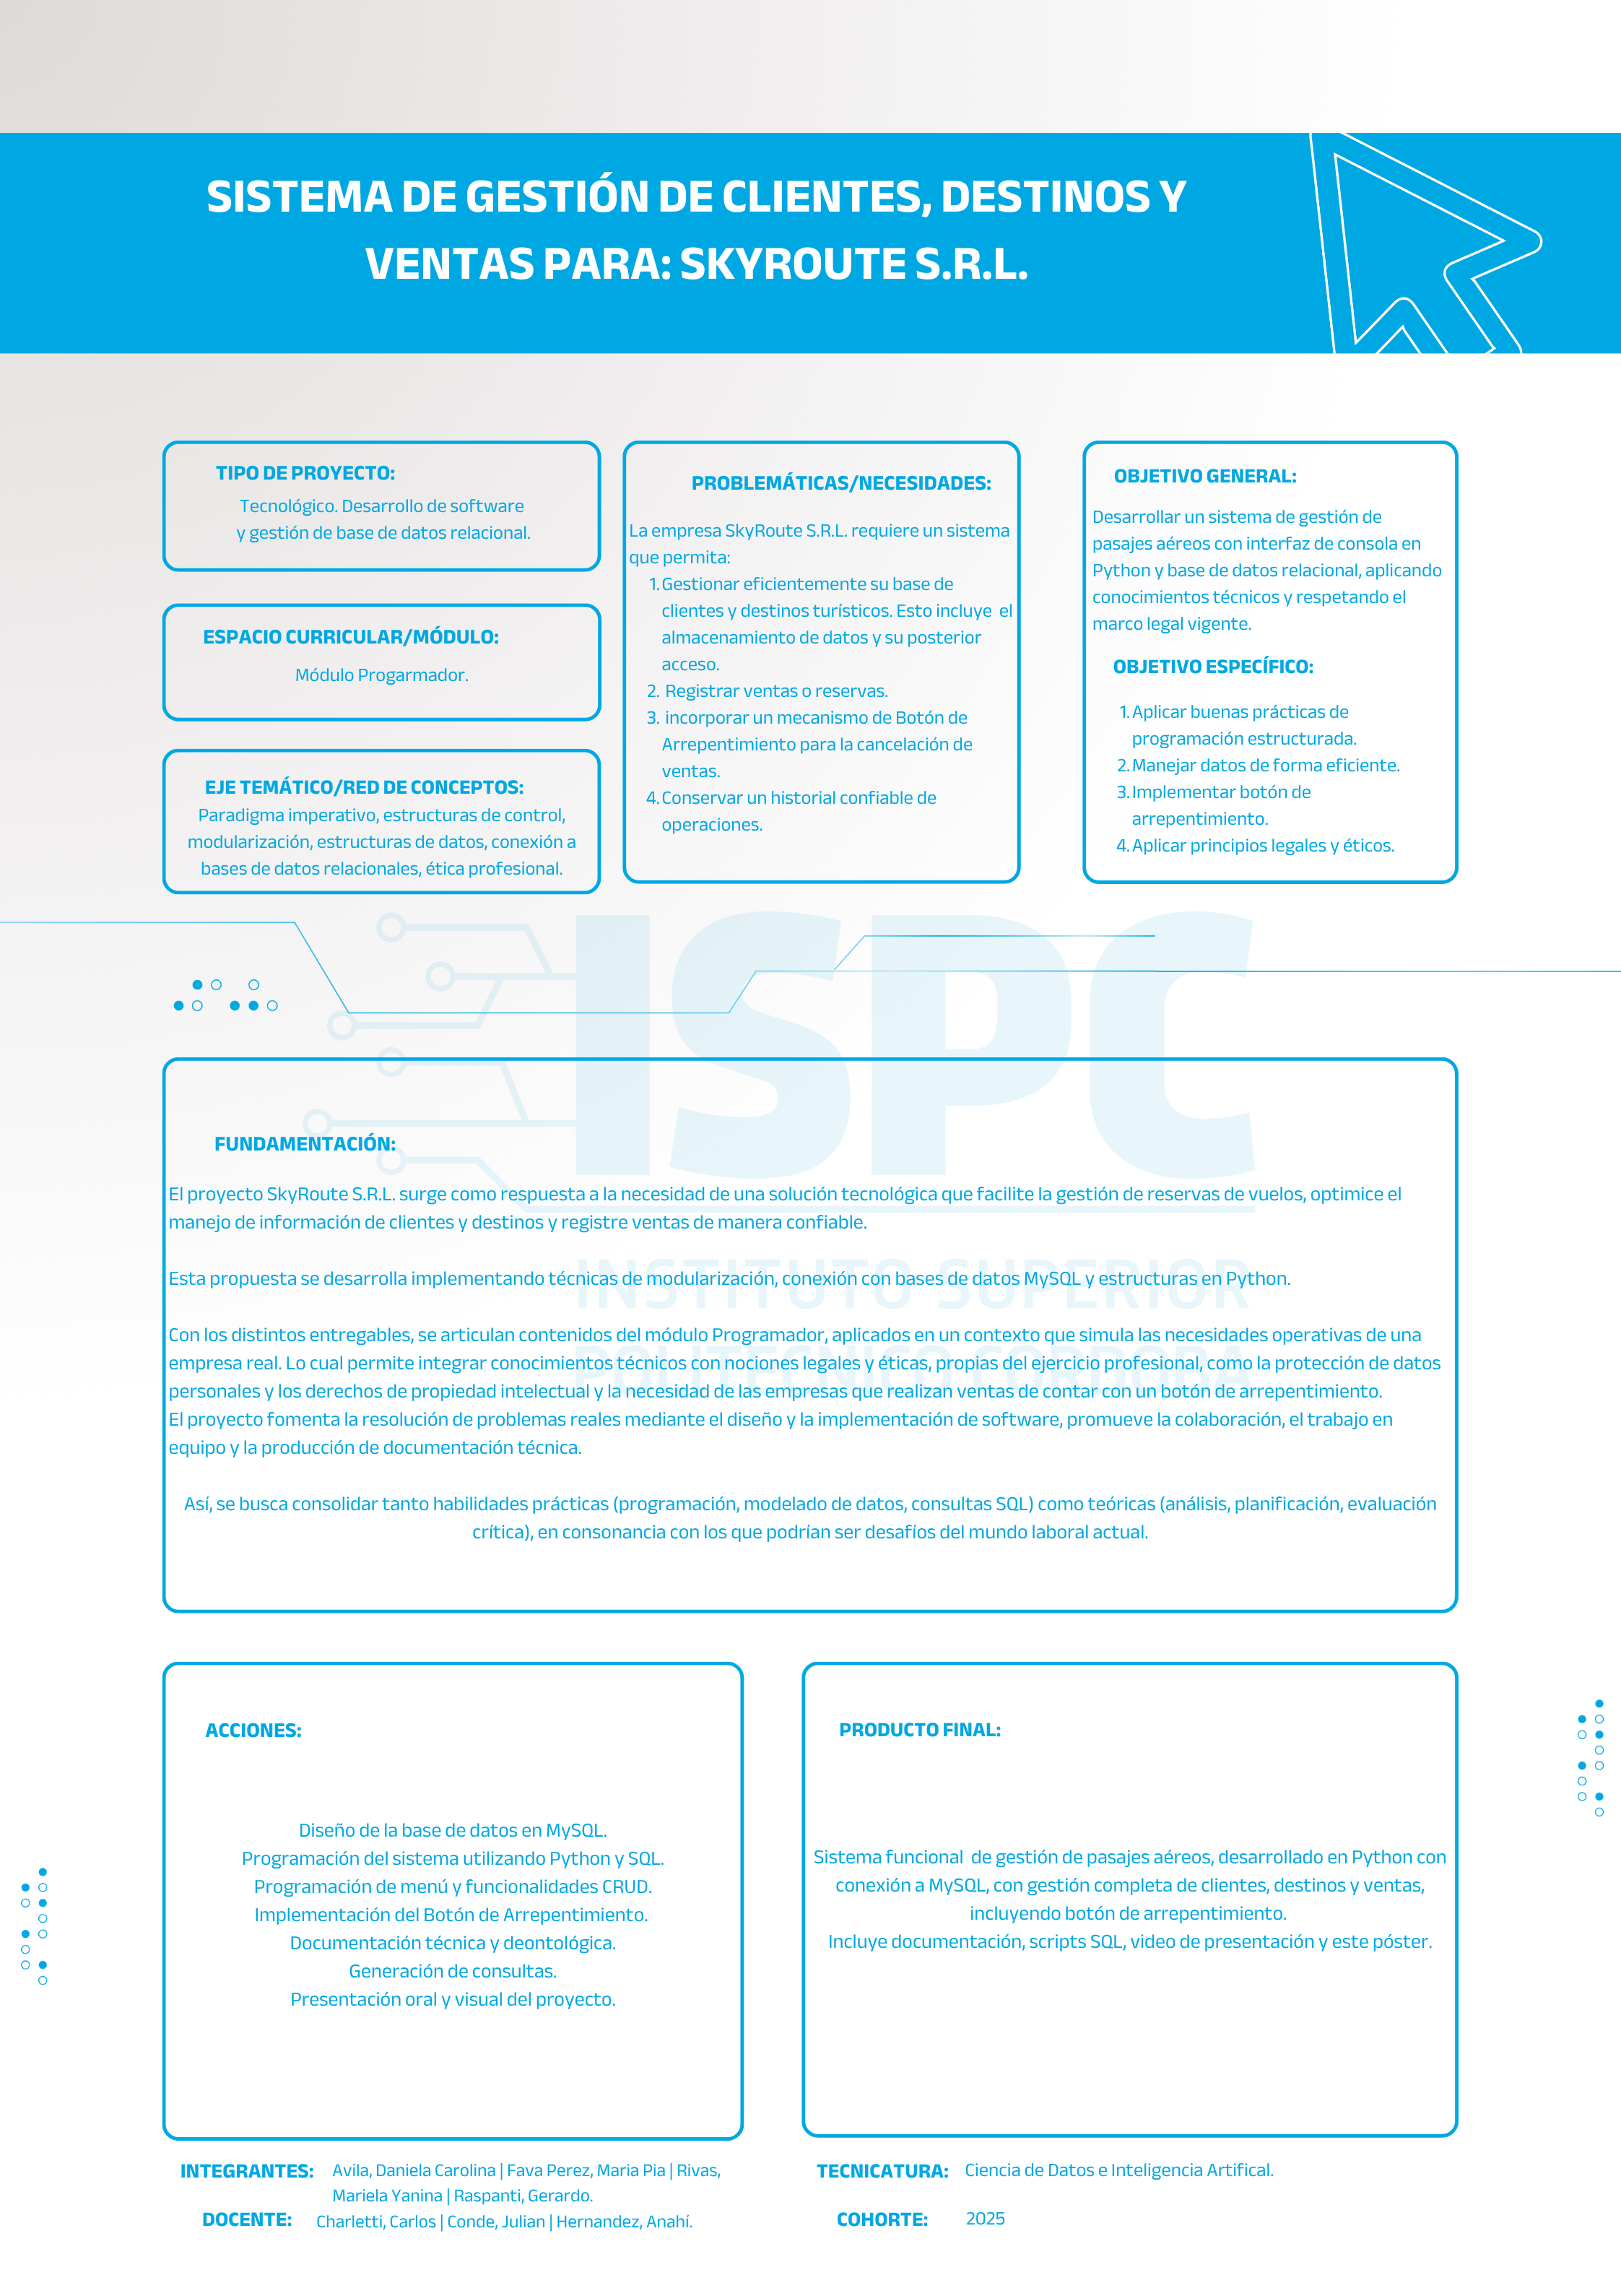 SISTEMA DE GESTIÓN DE CLIENTES, DESTINOS Y
VENTAS PARA: SKYROUTE S.R.L.
TIPO DE PROYECTO:
Tecnológico. Desarrollo de software
y gestión de base de datos relacional.
ESPACIO CURRICULAR/MÓDULO:
Módulo Progarmador.
EJE TEMÁTICO/RED DE CONCEPTOS:
Paradigma imperativo, estructuras de control,
modularización, estructuras de datos, conexión a
bases de datos relacionales, ética profesional.
PROBLEMÁTICAS/NECESIDADES:
La empresa SkyRoute S.R.L. requiere un sistema
que permita:
1. Gestionar eficientemente su base de
clientes y destinos turísticos. Esto incluye el
almacenamiento de datos y su posterior
acceso.
2. Registrar ventas o reservas.
3. incorporar un mecanismo de Botón de
Arrepentimiento para la cancelación de
ventas.
4. Conservar un historial confiable de
operaciones.
OBJETIVO GENERAL:
Desarrollar un sistema de gestión de
pasajes aéreos con interfaz de consola en
Python y base de datos relacional, aplicando
conocimientos técnicos y respetando el
marco legal vigente.
OBJETIVO ESPECÍFICO:
1. Aplicar buenas prácticas de
programación estructurada.
2. Manejar datos de forma eficiente.
3. Implementar botón de
arrepentimiento.
4. Aplicar principios legales y éticos.
ISPC
INSTITUTO SUPERIOR
POLITÉCNICO CÓRDOBA
FUNDAMENTACIÓN:
El proyecto SkyRoute S.R.L. surge como respuesta a la necesidad de una solución tecnológica que facilite la gestión de reservas de vuelos, optimice el
manejo de información de clientes y destinos y registre ventas de manera confiable.
Esta propuesta se desarrolla implementando técnicas de modularización, conexión con bases de datos MySQL y estructuras en Python.
Con los distintos entregables, se articulan contenidos del módulo Programador, aplicados en un contexto que simula las necesidades operativas de una
empresa real. Lo cual permite integrar conocimientos técnicos con nociones legales y éticas, propias del ejercicio profesional, como la protección de datos
personales y los derechos de propiedad intelectual y la necesidad de las empresas que realizan ventas de contar con un botón de arrepentimiento.
El proyecto fomenta la resolución de problemas reales mediante el diseño y la implementación de software, promueve la colaboración, el trabajo en
equipo y la producción de documentación técnica.
Así, se busca consolidar tanto habilidades prácticas (programación, modelado de datos, consultas SQL) como teóricas (análisis, planificación, evaluación
crítica), en consonancia con los que podrían ser desafíos del mundo laboral actual.
ACCIONES:
Diseño de la base de datos en MySQL.
Programación del sistema utilizando Python y SQL.
Programación de menú y funcionalidades CRUD.
Implementación del Botón de Arrepentimiento.
Documentación técnica y deontológica.
Generación de consultas.
Presentación oral y visual del proyecto.
PRODUCTO FINAL:
Sistema funcional de gestión de pasajes aéreos, desarrollado en Python con
conexión a MySQL, con gestión completa de clientes, destinos y ventas,
incluyendo botón de arrepentimiento.
Incluye documentación, scripts SQL, video de presentación y este póster.
INTEGRANTES: Avila, Daniela Carolina | Fava Perez, Maria Pia | Rivas,
Mariela Yanina | Raspanti, Gerardo.
DOCENTE: Charletti, Carlos | Conde, Julian | Hernandez, Anahí.
TECNICATURA: Ciencia de Datos e Inteligencia Artifical.
COHORTE: 2025